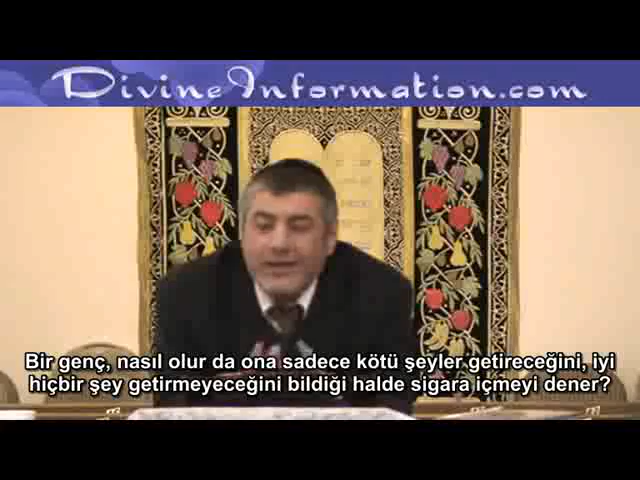 DivineInformation.com
Bir genç, nasıl olur da ona sadece kötü şeyler getireceğini, iyi
hiçbir şey getirmeyeceğini bildiği halde sigara içmeyi dener?